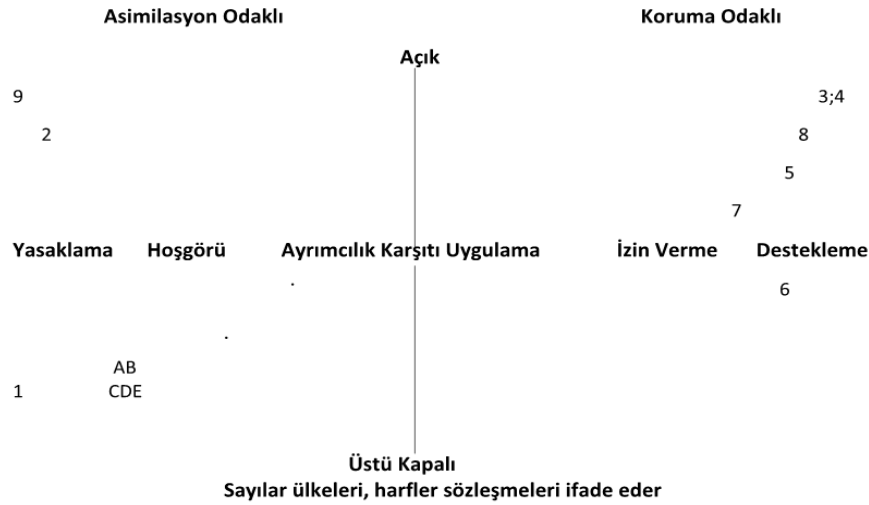 Asimilasyon Odaklı Koruma Odaklı
Açık
9 3;4
2 8
5
7
Yasaklama Hoşgörü Ayrımcılık Karşıtı Uygulama İzin Verme Destekleme
. 6
.
AB
1 CDE
Üstü Kapalı
Sayılar ülkeleri, harfler sözleşmeleri ifade eder